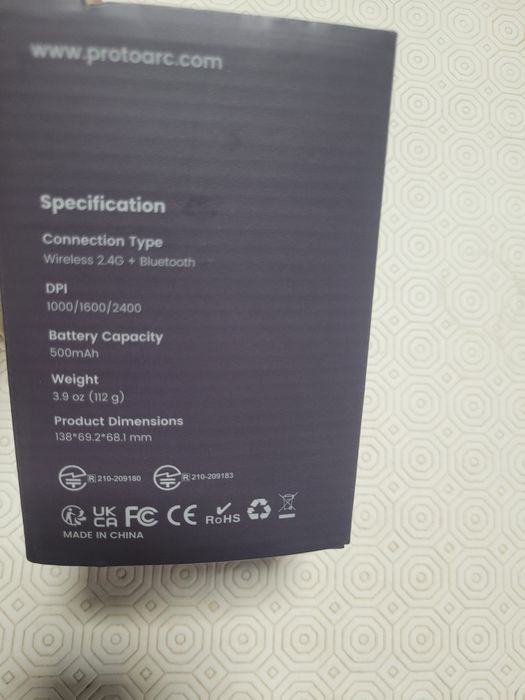 www.protoarc.com
Specification
Connection Type
Wireless 2.4G + Bluetooth
DPI
1000/1600/2400
Battery Capacity
500mAh
Weight
3.9 oz (112 g)
Product Dimensions
138*69.2*68.1 mm
R 210-209180 R 210-209183
UK CA FC CE RoHS
MADE IN CHINA